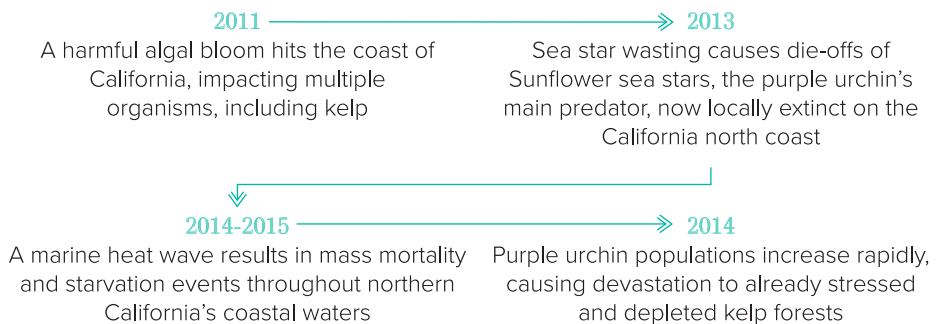 2011
A harmful algal bloom hits the coast of
California, impacting multiple
organisms, including kelp
2013
Sea star wasting causes die-offs of
Sunflower sea stars, the purple urchin's
main predator, now locally extinct on the
California north coast
2014-2015
A marine heat wave results in mass mortality
and starvation events throughout northern
California's coastal waters
2014
Purple urchin populations increase rapidly,
causing devastation to already stressed
and depleted kelp forests